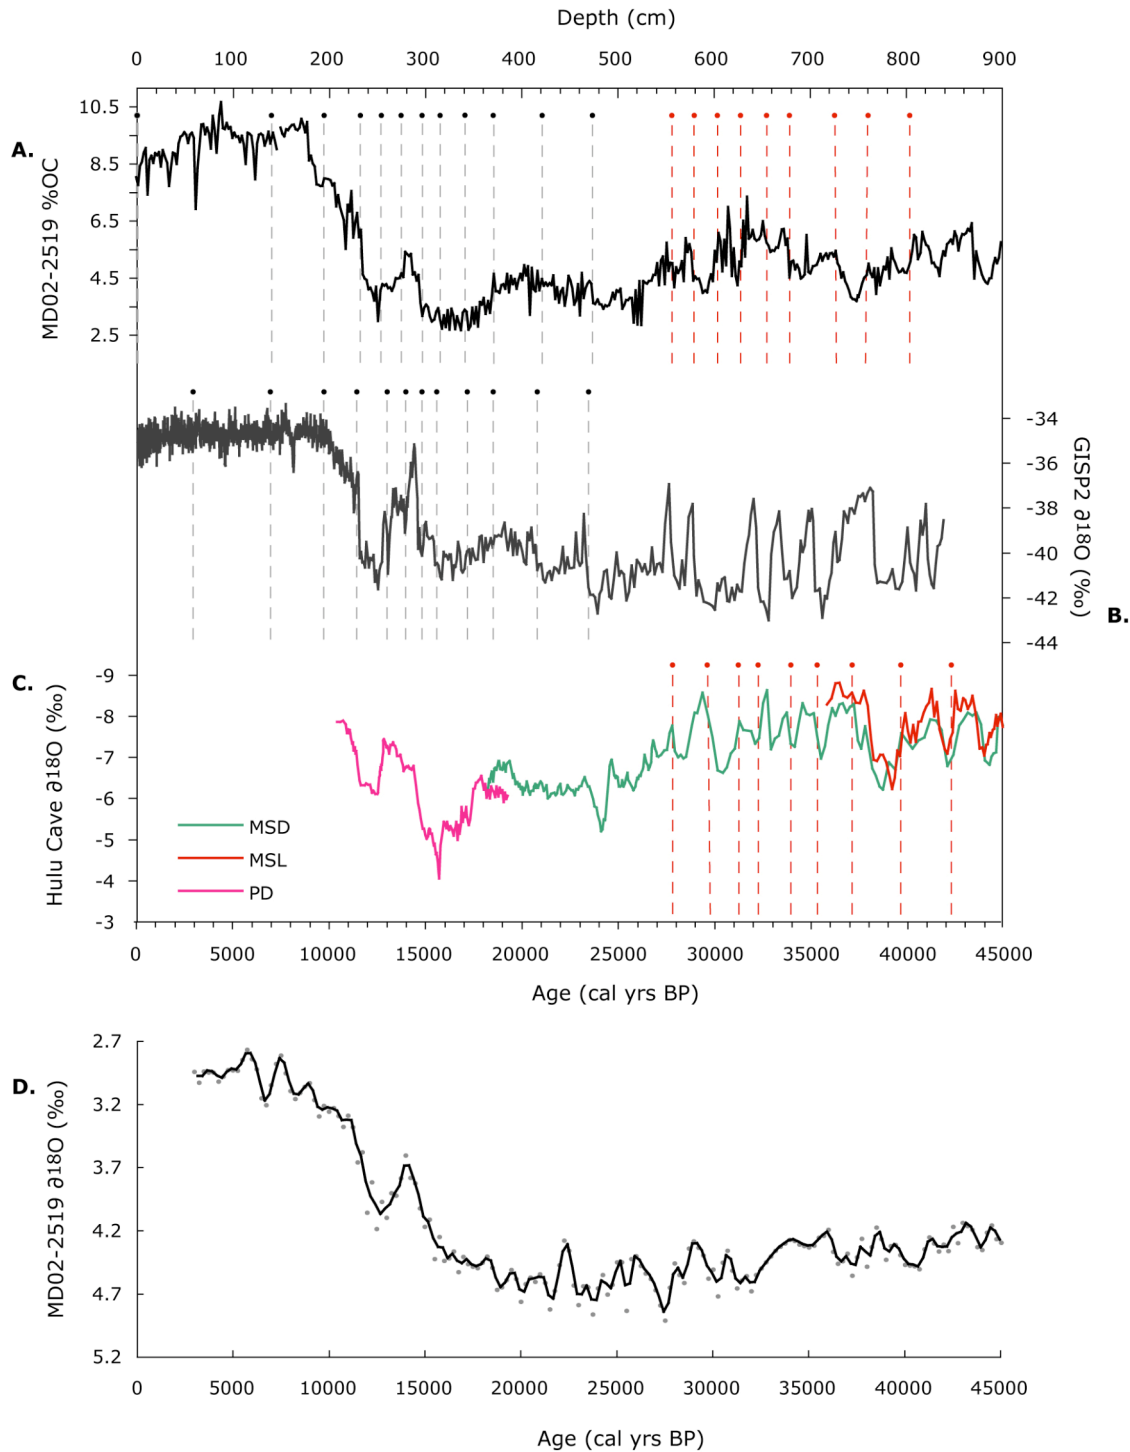 Depth (cm)
0 100 200 300 400 500 600 700 800 900
A.
MD02-2519 %OC
10.5
8.5
6.5
4.5
2.5
-34
-36
-38
-40
-42
-44
GISP2 ∂18O (‰)
B.
C.
Hulu Cave ∂18O (‰)
-9
-8
-7
-6
-5
-4
-3
MSD
MSL
PD
0 5000 10000 15000 20000 25000 30000 35000 40000 45000
Age (cal yrs BP)
D.
MD02-2519 ∂18O (‰)
2.7
3.2
3.7
4.2
4.7
5.2
0 5000 10000 15000 20000 25000 30000 35000 40000 45000
Age (cal yrs BP)